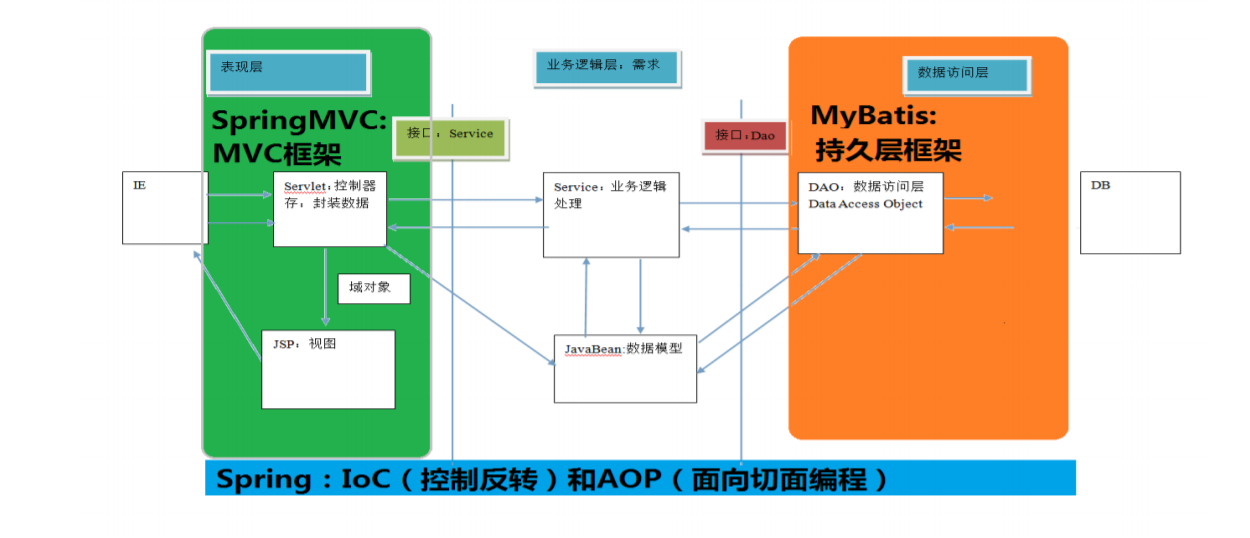 表现层
业务逻辑层：需求
数据访问层
SpringMVC:
MVC框架
接口：Service
接口:Dao
MyBatis:
持久层框架
IE
Servlet:控制器
存：封装数据
Service：业务逻辑
处理
DAO：数据访问层
Data Access Object
DB
域对象
JSP：视图
JavaBean:数据模型
Spring：IoC（控制反转）和AOP（面向切面编程）